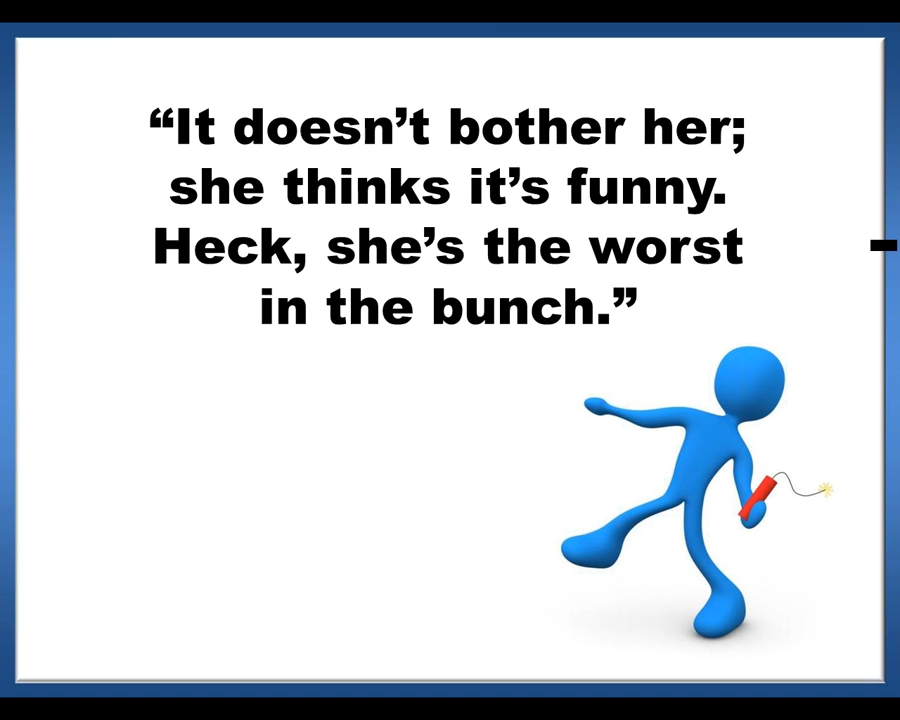 “It doesn’t bother her;
she thinks it’s funny.
Heck, she’s the worst
in the bunch.”
-